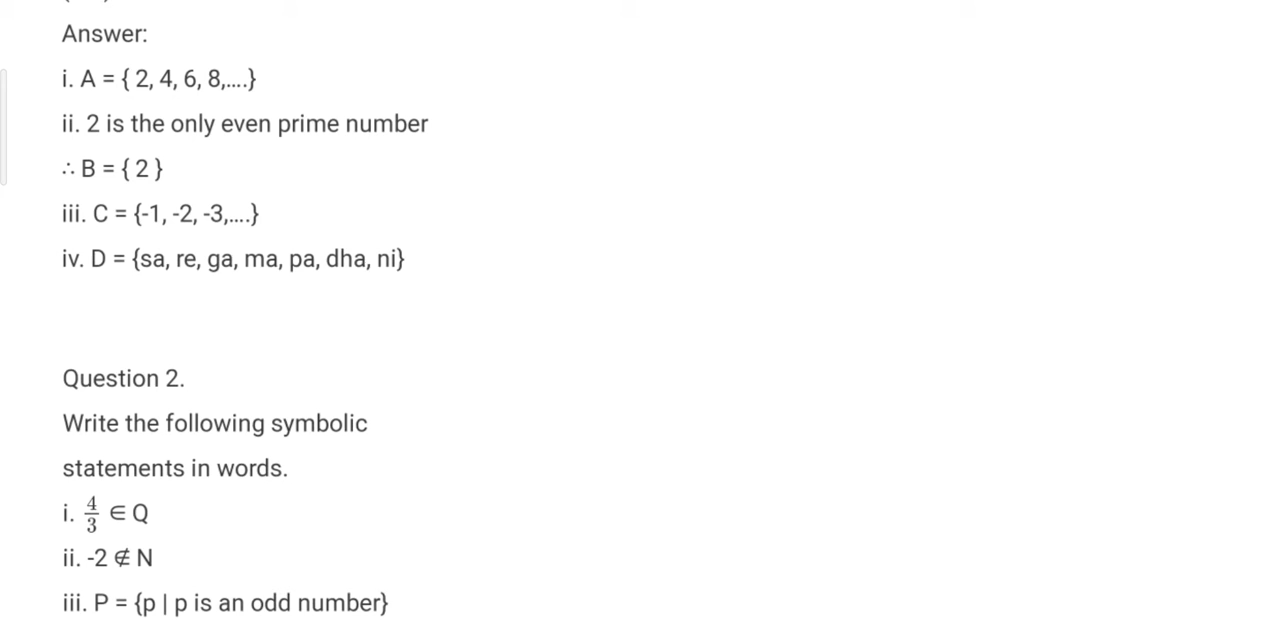 Answer:
i. A = { 2, 4, 6, 8,....}
ii. 2 is the only even prime number
∴ B = { 2 }
iii. C = {-1, -2, -3,....}
iv. D = {sa, re, ga, ma, pa, dha, ni}
Question 2.
Write the following symbolic
statements in words.
i. 4/3 ∈ Q
ii. -2 ∉ N
iii. P = {p | p is an odd number}